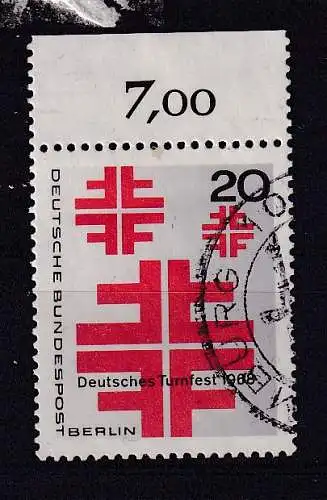 7,00
20
DEUTSCHE BUNDESPOST
BERLIN
Deutsches Turnfest 1968